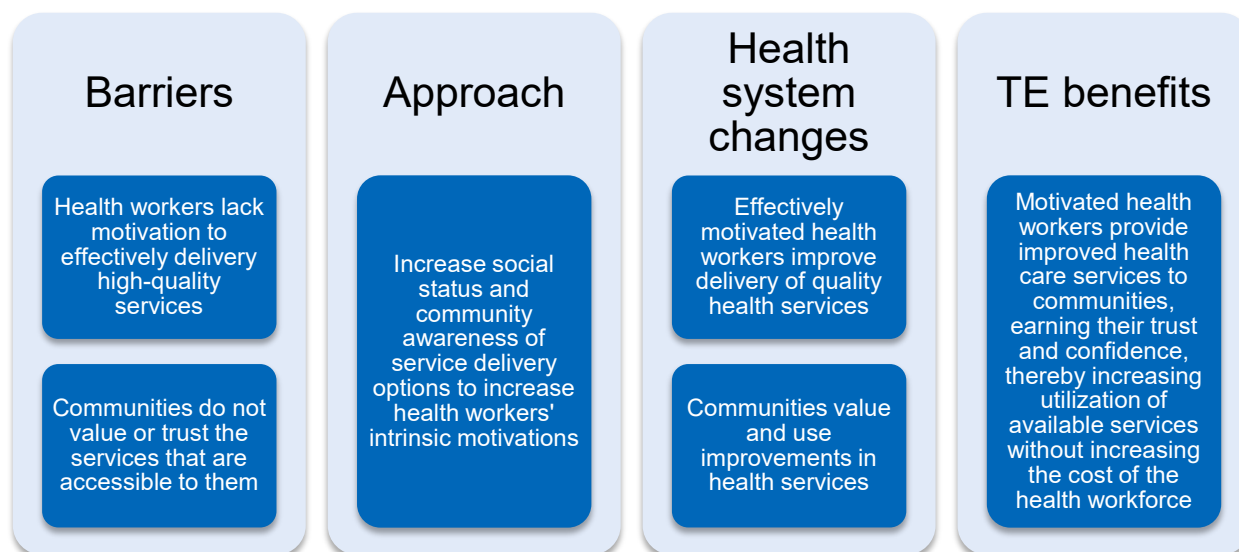 Barriers
Health workers lack
motivation to
effectively delivery
high-quality
services
Communities do not
value or trust the
services that are
accessible to them
Approach
Increase social
status and
community
awareness of
service delivery
options to increase
health workers'
intrinsic motivations
Health
system
changes
Effectively
motivated health
workers improve
delivery of quality
health services
Communities value
and use
improvements in
health services
TE benefits
Motivated health
workers provide
improved health
care services to
communities,
earning their trust
and confidence,
thereby increasing
utilization of
available services
without increasing
the cost of the
health workforce